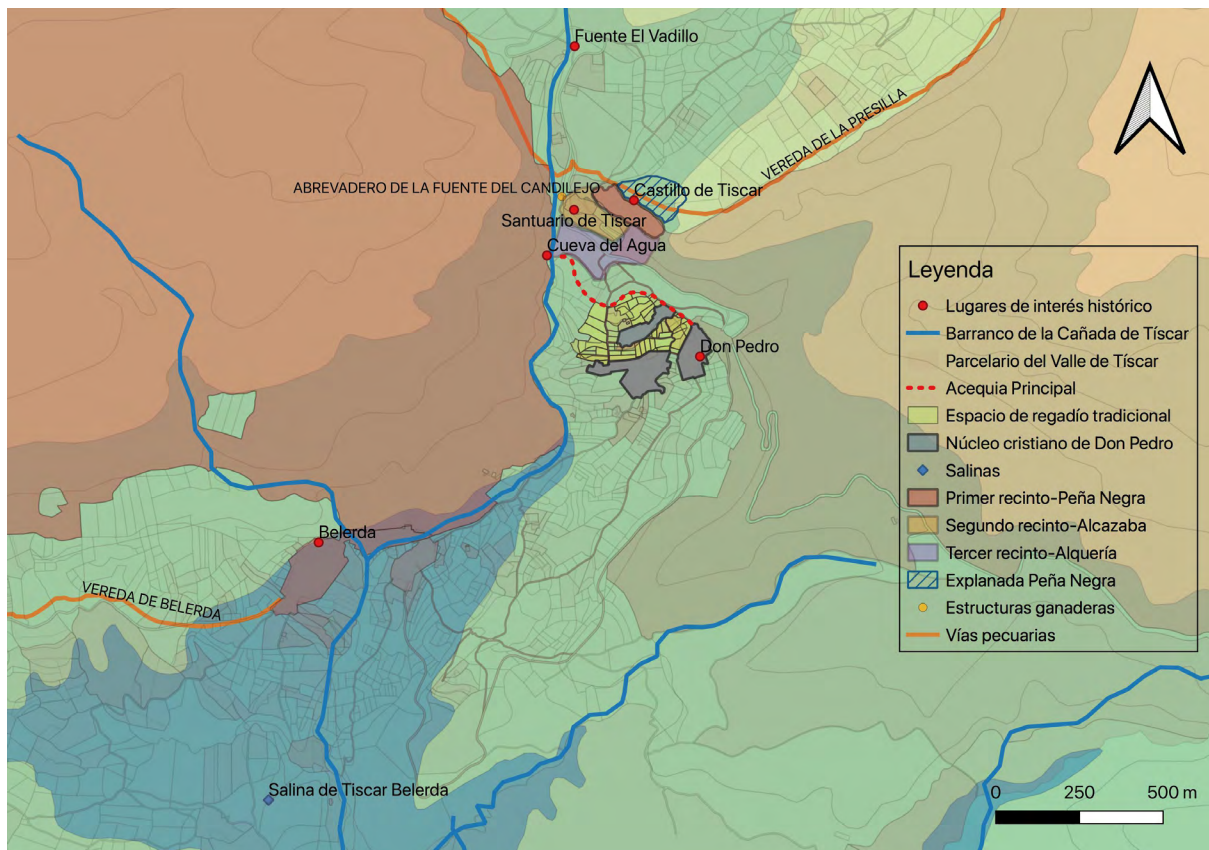 Fuente El Vadillo
VEREDA DE LA PRESILLA
ABREVADERO DE LA FUENTE DEL CANDILEJO
Castillo de Tiscar
Santuario de Tiscar
Cueva del Agua
Don Pedro
Belerda
VEREDA DE BELERDA
Salina de Tiscar Belerda
Leyenda
Lugares de interés histórico
Barranco de la Cañada de Tíscar
Parcelario del Valle de Tíscar
Acequia Principal
Espacio de regadío tradicional
Núcleo cristiano de Don Pedro
Salinas
Primer recinto-Peña Negra
Segundo recinto-Alcazaba
Tercer recinto-Alquería
Explanada Peña Negra
Estructuras ganaderas
Vías pecuarias
0 250 500 m